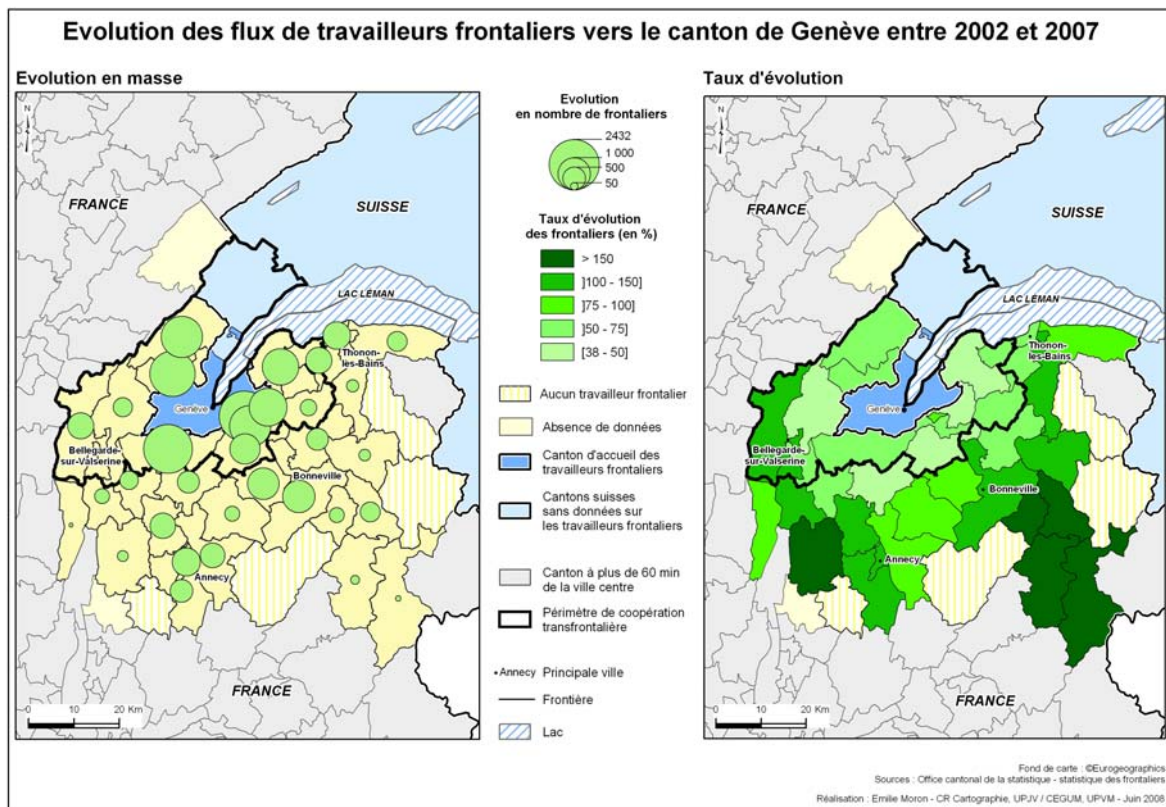 Evolution des flux de travailleurs frontaliers vers le canton de Genève entre 2002 et 2007
Evolution en masse
N
FRANCE
SUISSE
LAC LÉMAN
Thonon-
les-Bains
Genève
Bellegarde-
sur-Valserine
Bonneville
Annecy
FRANCE
0 10 20 Km
Evolution
en nombre de frontaliers
2432
1 000
500
50
Taux d'évolution
des frontaliers (en %)
> 150
]100 - 150]
]75 - 100]
]50 - 75]
[38 - 50]
Aucun travailleur frontalier
Absence de données
Canton d'accueil des
travailleurs frontaliers
Cantons suisses
sans données sur
les travailleurs frontaliers
Canton à plus de 60 min
de la ville centre
Périmètre de coopération
transfrontalière
Annecy Principale ville
Frontière
Lac
Taux d'évolution
N
FRANCE
SUISSE
LAC LÉMAN
Thonon-
les-Bains
Genève
Bellegarde-
sur-Valserine
Bonneville
Annecy
FRANCE
0 10 20 Km
Fond de carte : ©Eurogeographics
Sources : Office cantonal de la statistique - statistique des frontaliers
Réalisation : Emilie Moron - CR Cartographie, UPJV / CEGUM, UPVM - Juin 2008